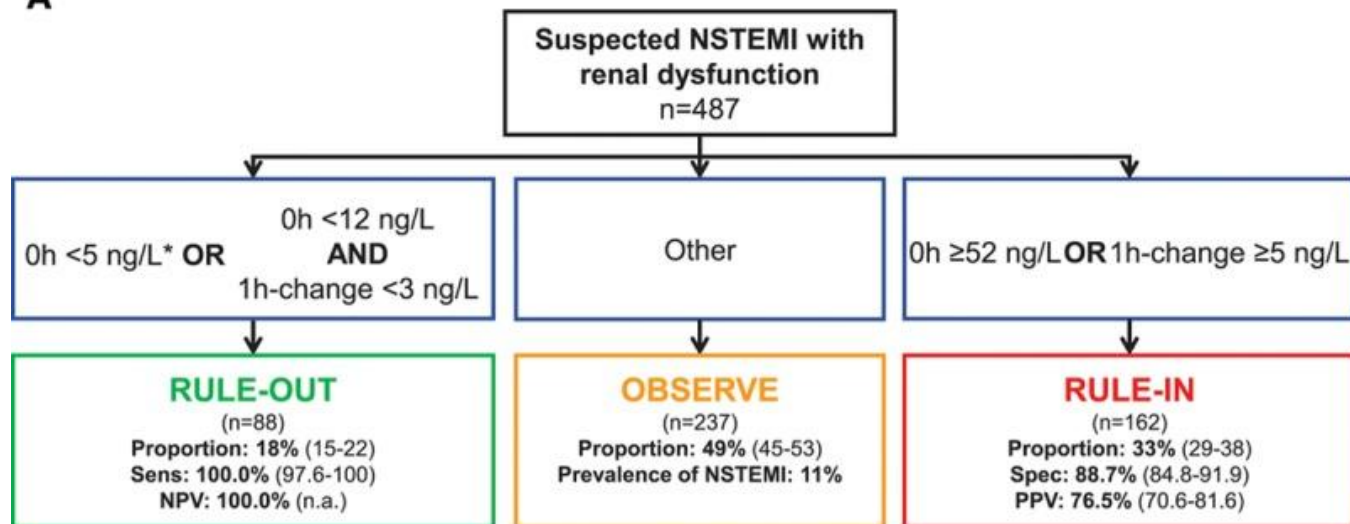 A
Suspected NSTEMI with
renal dysfunction
n=487
0h <5 ng/L* OR
0h <12 ng/L
AND
1h-change <3 ng/L
Other
0h ≥52 ng/L OR 1h-change ≥5 ng/L
RULE-OUT
(n=88)
Proportion: 18% (15-22)
Sens: 100.0% (97.6-100)
NPV: 100.0% (n.a.)
OBSERVE
(n=237)
Proportion: 49% (45-53)
Prevalence of NSTEMI: 11%
RULE-IN
(n=162)
Proportion: 33% (29-38)
Spec: 88.7% (84.8-91.9)
PPV: 76.5% (70.6-81.6)